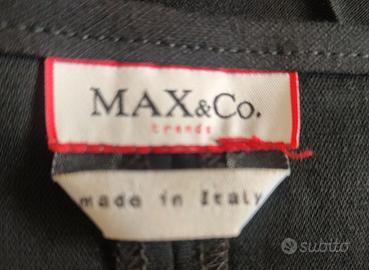 MAX&Co.
trends
made in Italy
subito